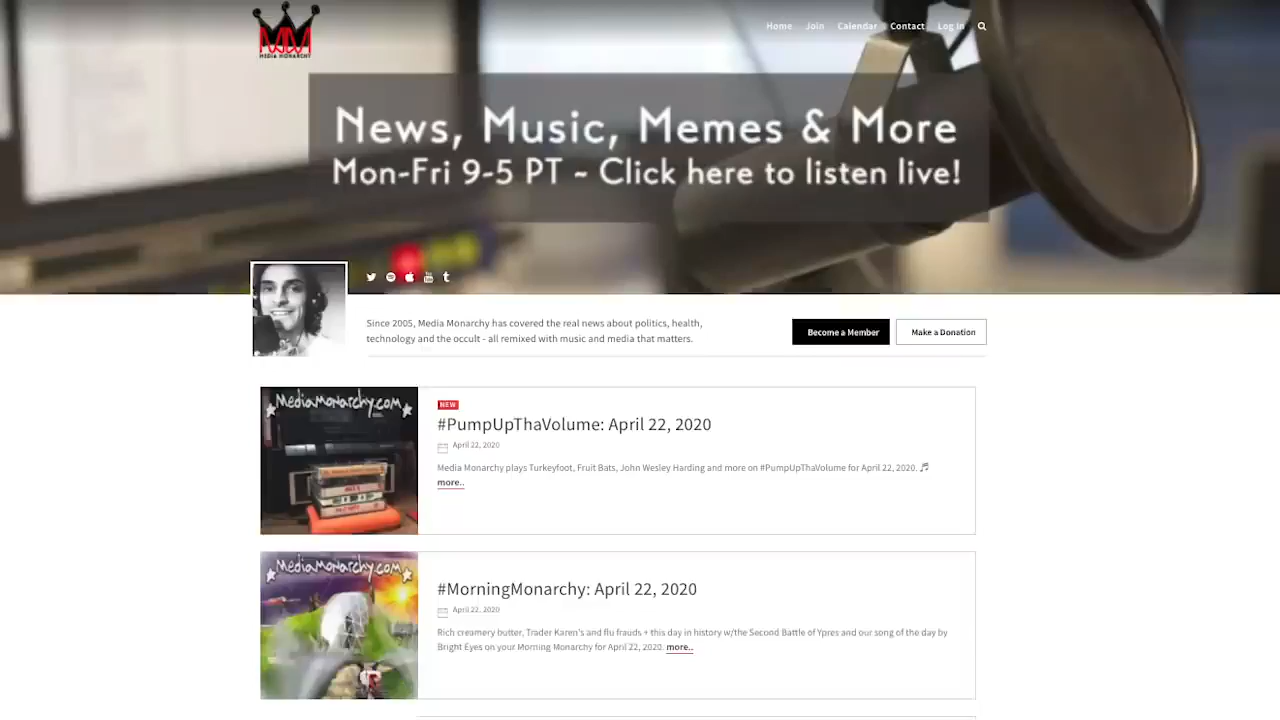 MEDIA MONARCHY
Home Join Calendar Contact Log In
News, Music, Memes & More
Mon-Fri 9-5 PT ~ Click here to listen live!
Since 2005, Media Monarchy has covered the real news about politics, health,
technology and the occult - all remixed with music and media that matters.
Become a Member
Make a Donation
Mediamonarchy.com
NEW
#PumpUpThaVolume: April 22, 2020
April 22, 2020
Media Monarchy plays Turkeyfoot, Fruit Bats, John Wesley Harding and more on #PumpUpThaVolume for April 22, 2020. 🎵
more..
Mediamonarchy.com
#MorningMonarchy: April 22, 2020
April 22, 2020
Rich creamery butter, Trader Karen's and flu frauds + this day in history w/the Second Battle of Ypres and our song of the day by
Bright Eyes on your Morning Monarchy for April 22, 2020. more..